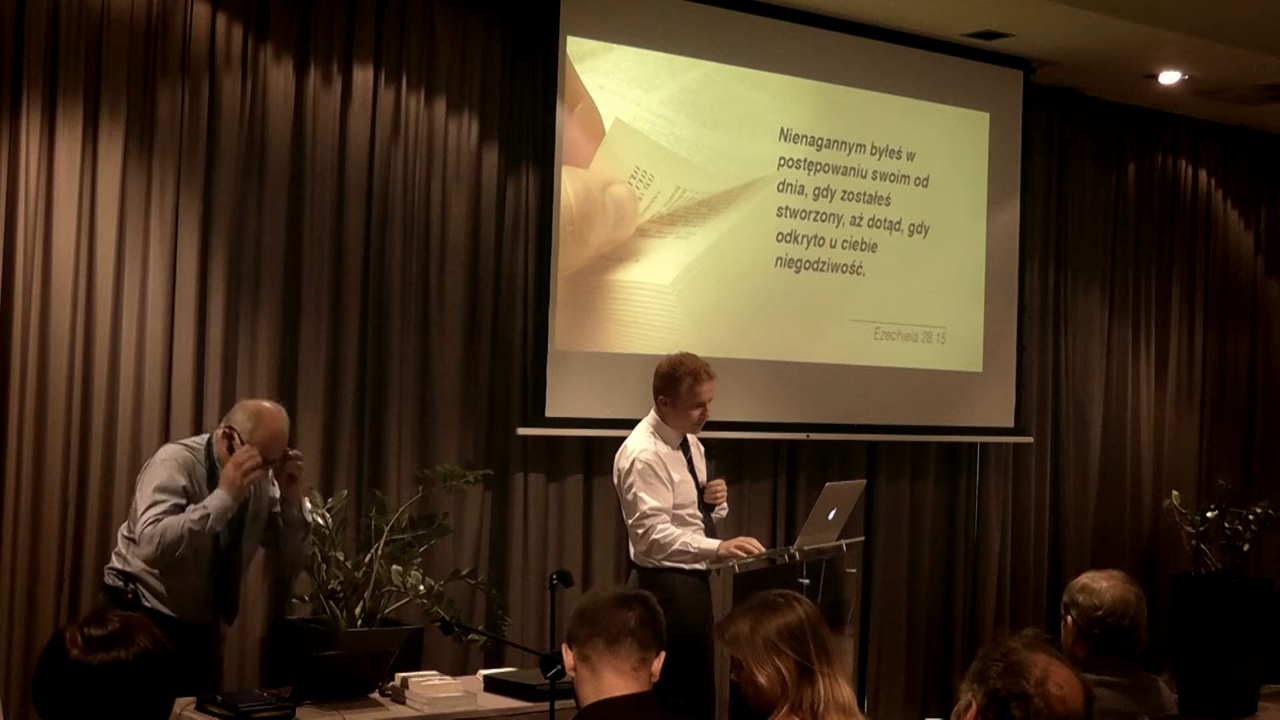 Nienagannym byłeś w
postępowaniu swoim od
dnia, gdy zostałeś
stworzony, aż dotąd, gdy
odkryto u ciebie
niegodziwość.
Ezechiela 28:15